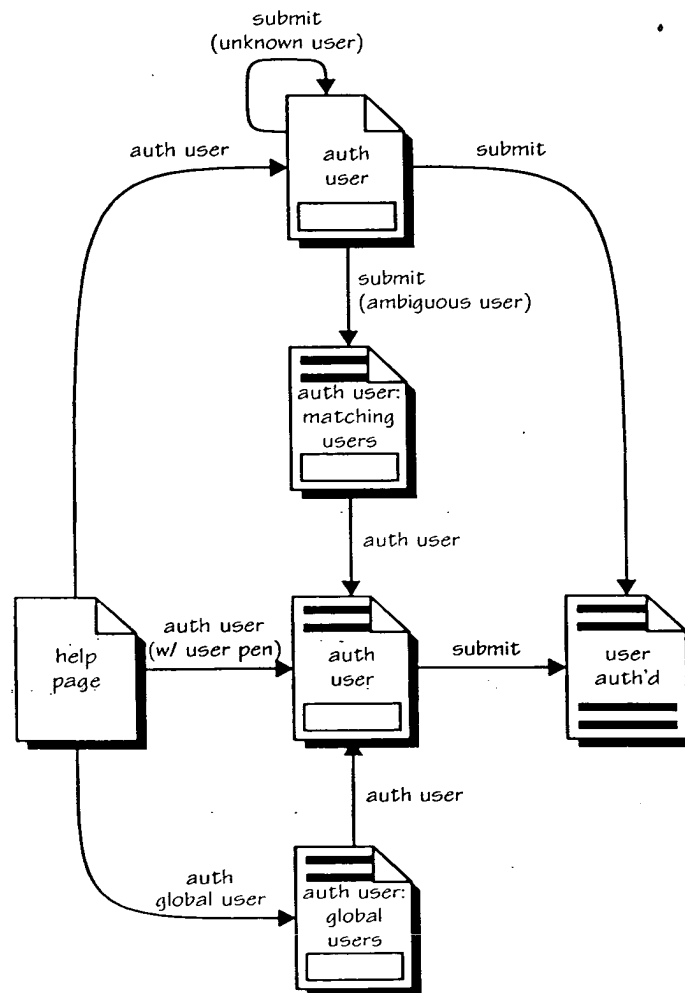 submit
(unknown user)
auth user
auth
user
submit
submit
(ambiguous user)
auth user:
matching
users
auth user
help
page
auth user
(w/ user pen)
auth
user
submit
user
auth'd
auth user
auth
global user
auth user:
global
users